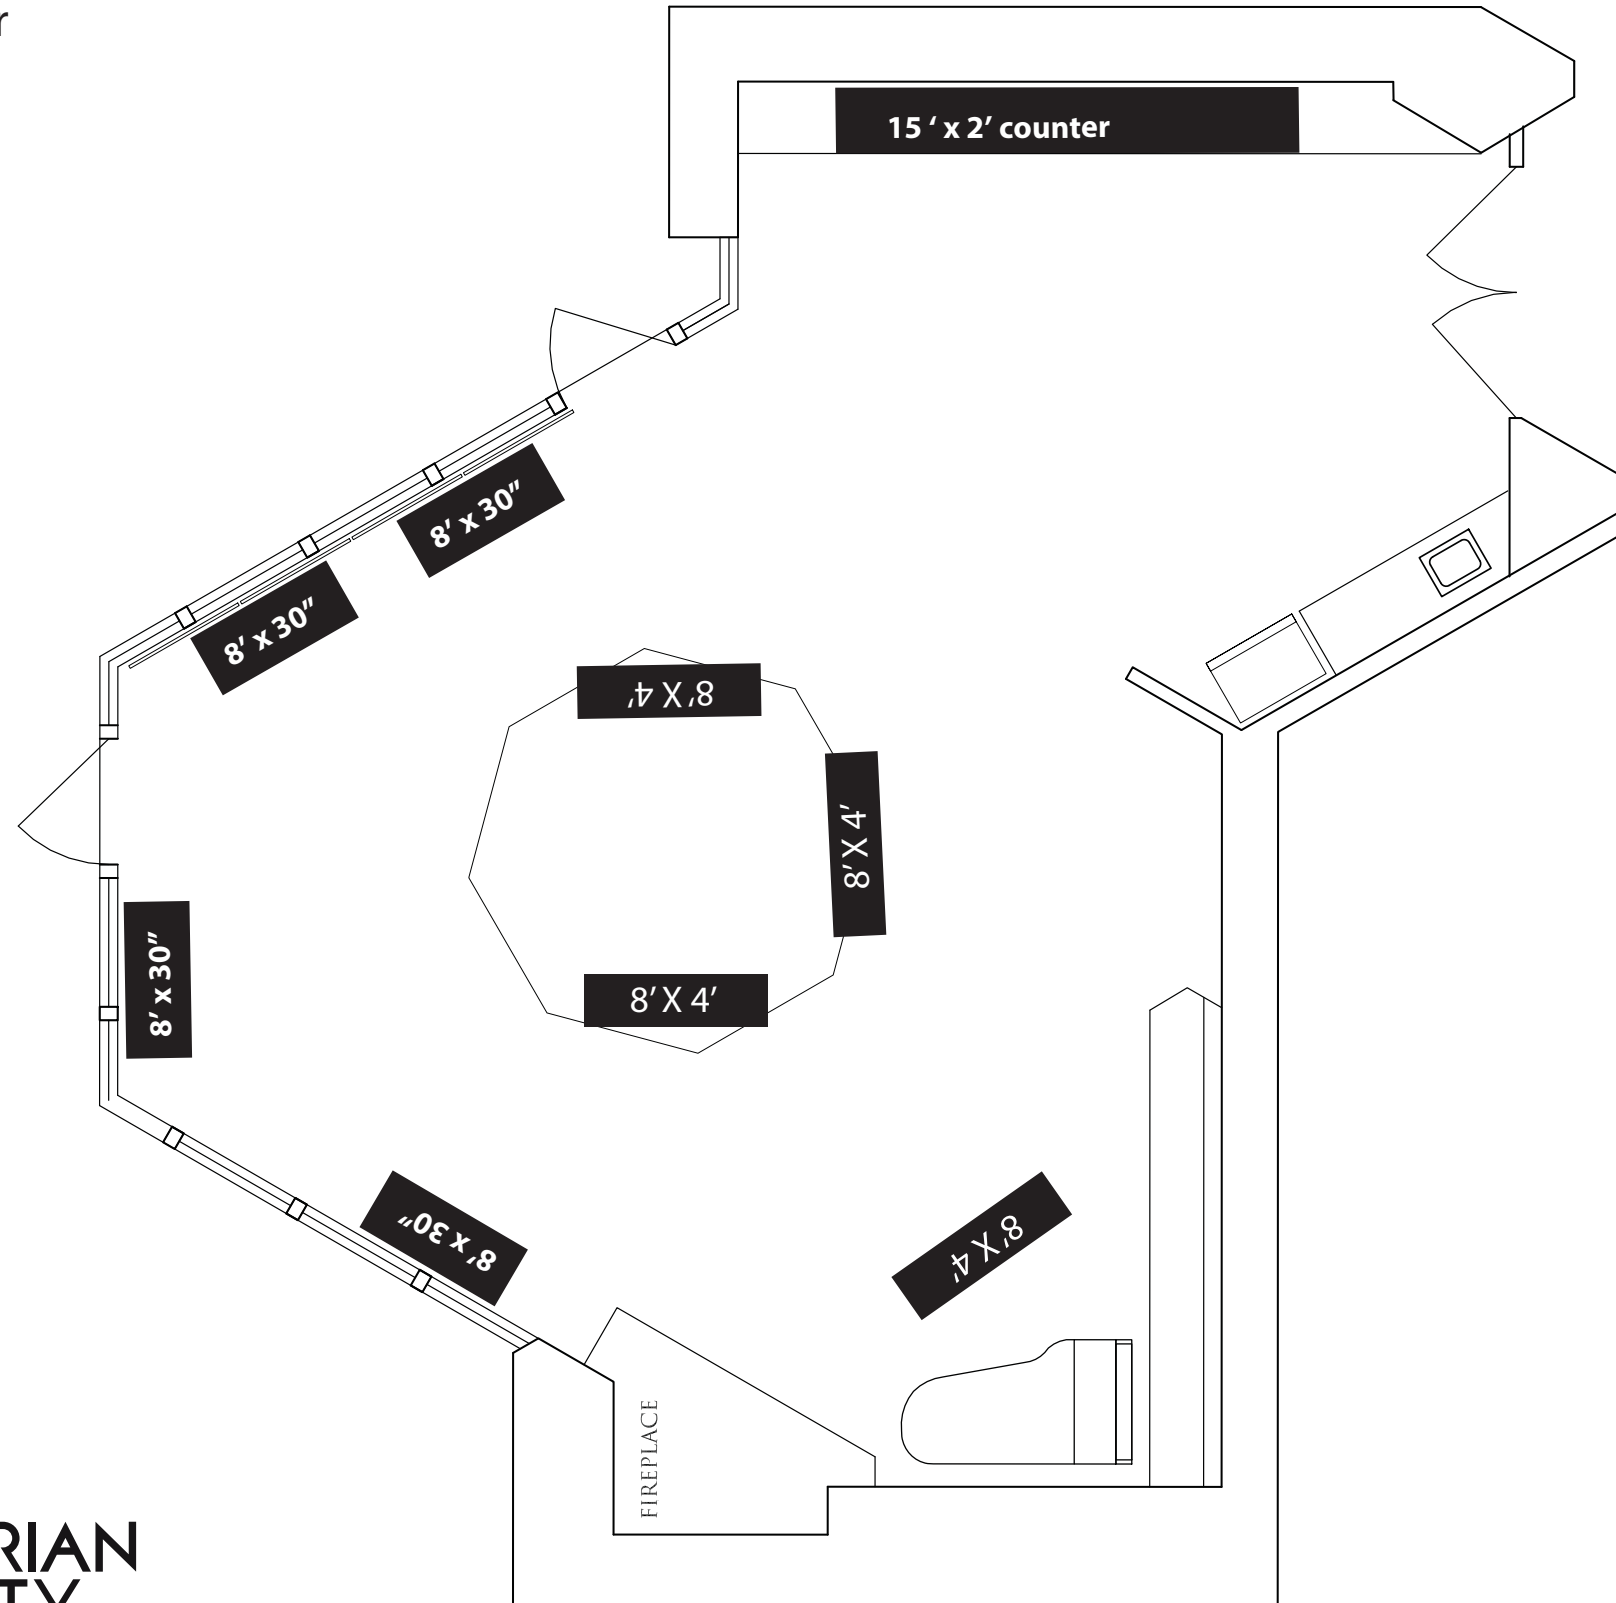 r
15 ‘ x 2’ counter
8’ x 30”
8’ x 30”
8’ X 4’
8’ X 4’
8’ x 30”
8’ X 4’
8’ x 30”
8’ X 4’
FIREPLACE
RIAN
TY